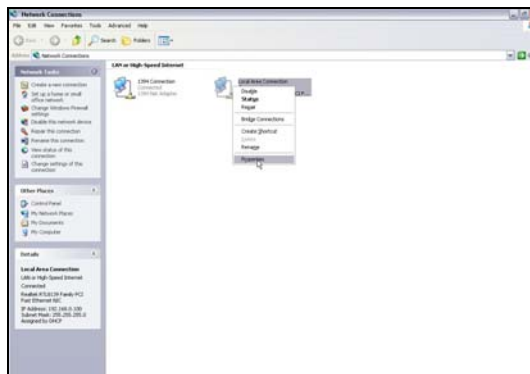 Network Connections
File Edit View Favorites Tools Advanced Help
Back Search Folders
Address Network Connections
LAN or High-Speed Internet
Network Tasks
Create a new connection
Set up a home or small
office network
Change Windows Firewall
settings
Disable this network device
Repair this connection
Rename this connection
View status of this
connection
Change settings of this
connection
1394 Connection
Connected
1394 Net Adapter
Local Area Connection
Disable
Status
Repair
Bridge Connections
Create Shortcut
Delete
Rename
Properties
Other Places
Control Panel
My Network Places
My Documents
My Computer
Details
Local Area Connection
LAN or High-Speed Internet
Connected
Realtek RTL8139 Family PCI
Fast Ethernet NIC
IP Address: 192.168.0.100
Subnet Mask: 255.255.255.0
Assigned by DHCP